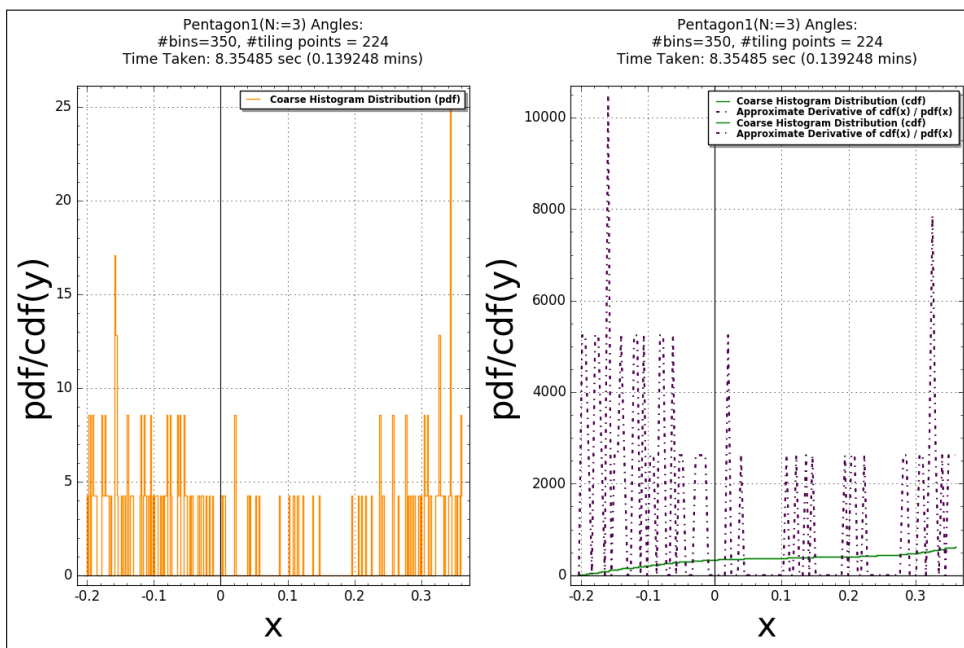 Pentagon1(N:=3) Angles:
#bins=350, #tiling points = 224
Time Taken: 8.35485 sec (0.139248 mins)
Coarse Histogram Distribution (pdf)
25
20
15
10
5
0
pdf/cdf(y)
-0.2 -0.1 0 0.1 0.2 0.3
x
Pentagon1(N:=3) Angles:
#bins=350, #tiling points = 224
Time Taken: 8.35485 sec (0.139248 mins)
Coarse Histogram Distribution (cdf)
Approximate Derivative of cdf(x) / pdf(x)
Coarse Histogram Distribution (cdf)
Approximate Derivative of cdf(x) / pdf(x)
10000
8000
6000
4000
2000
0
pdf/cdf(y)
-0.2 -0.1 0 0.1 0.2 0.3
x